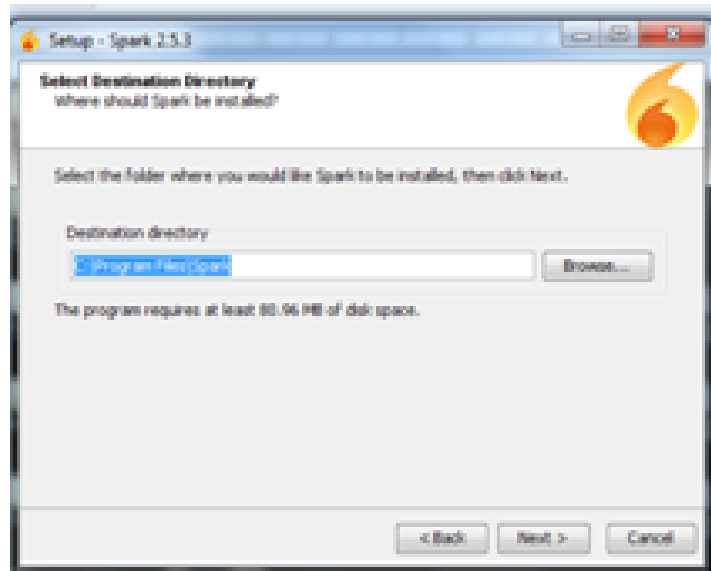 Setup - Spark 2.5.3
Select Destination Directory
Where should Spark be installed?
Select the folder where you would like Spark to be installed, then click Next.
Destination directory
C:\Program Files\Spark
Browse...
The program requires at least 80.96 MB of disk space.
< Back
Next >
Cancel